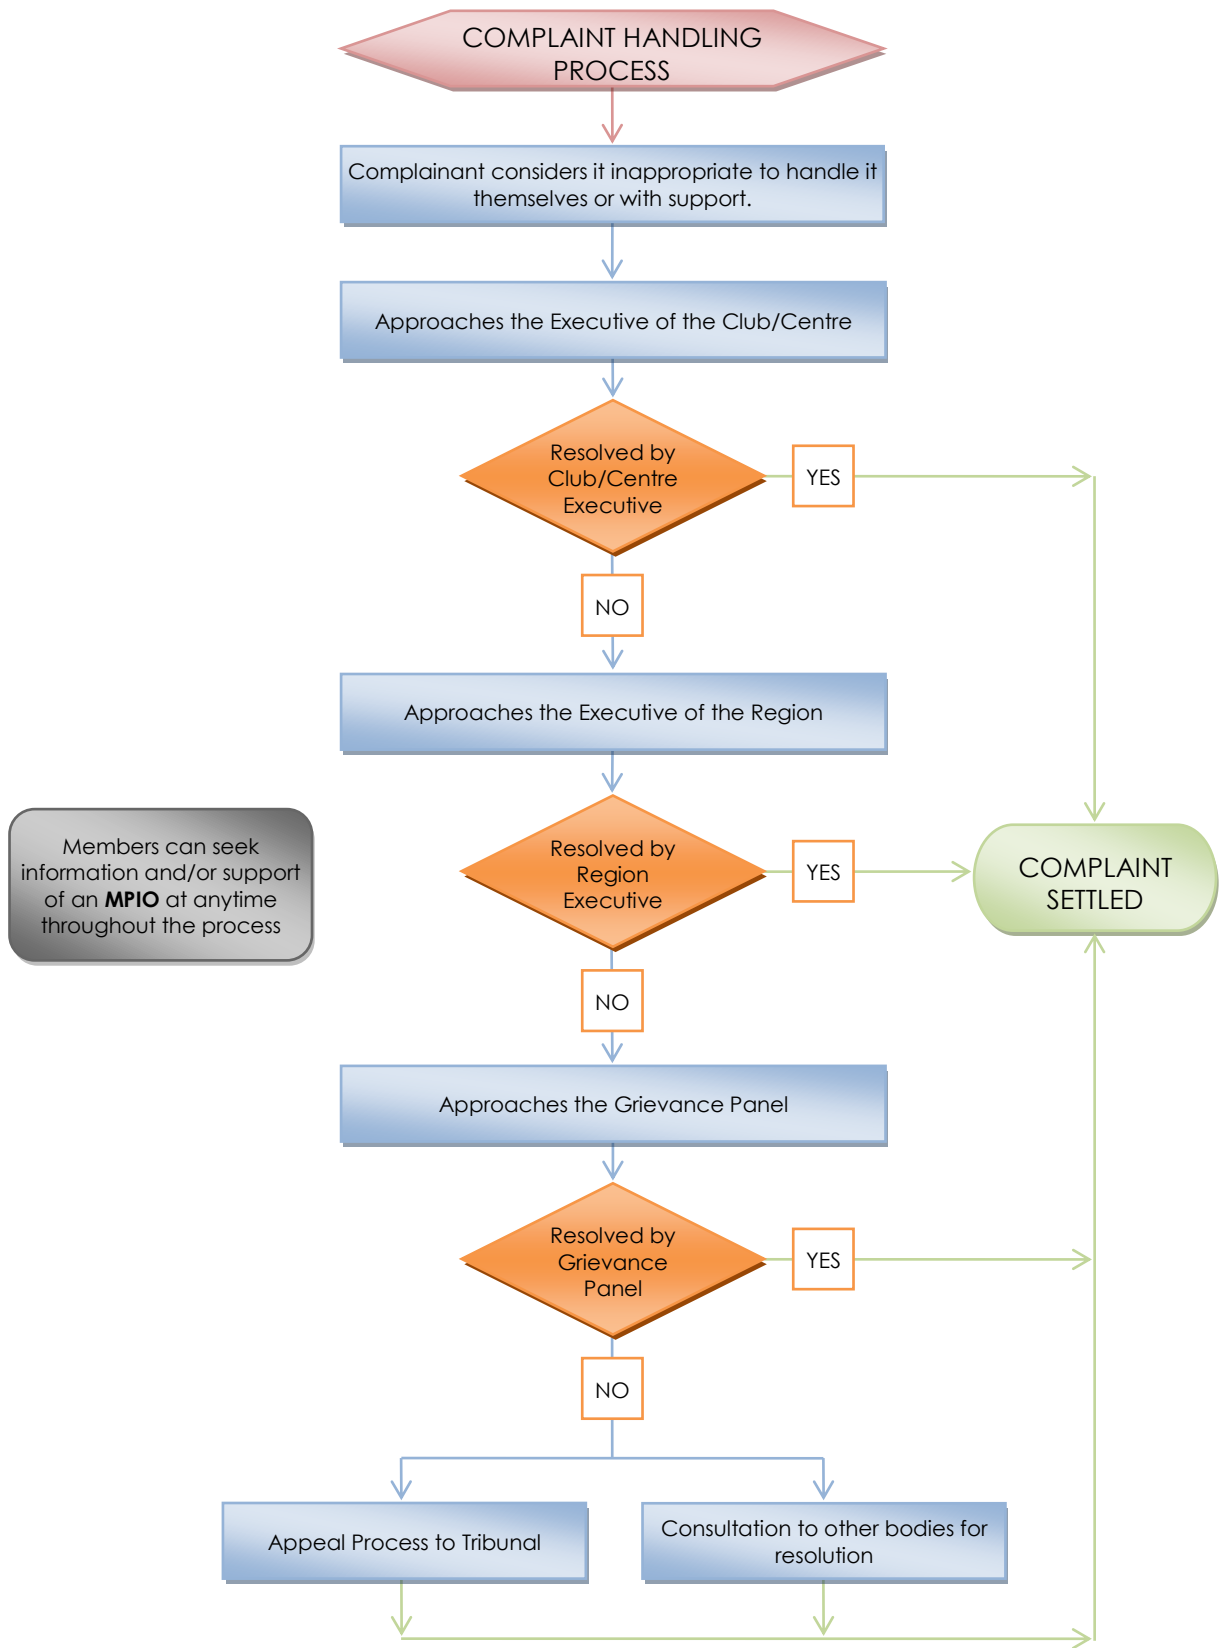 COMPLAINT HANDLING
PROCESS
Complainant considers it inappropriate to handle it
themselves or with support.
Approaches the Executive of the Club/Centre
Resolved by
Club/Centre
Executive
YES
NO
Approaches the Executive of the Region
Members can seek
information and/or support
of an MPIO at anytime
throughout the process
Resolved by
Region
Executive
YES
COMPLAINT
SETTLED
NO
Approaches the Grievance Panel
Resolved by
Grievance
Panel
YES
NO
Appeal Process to Tribunal
Consultation to other bodies for
resolution